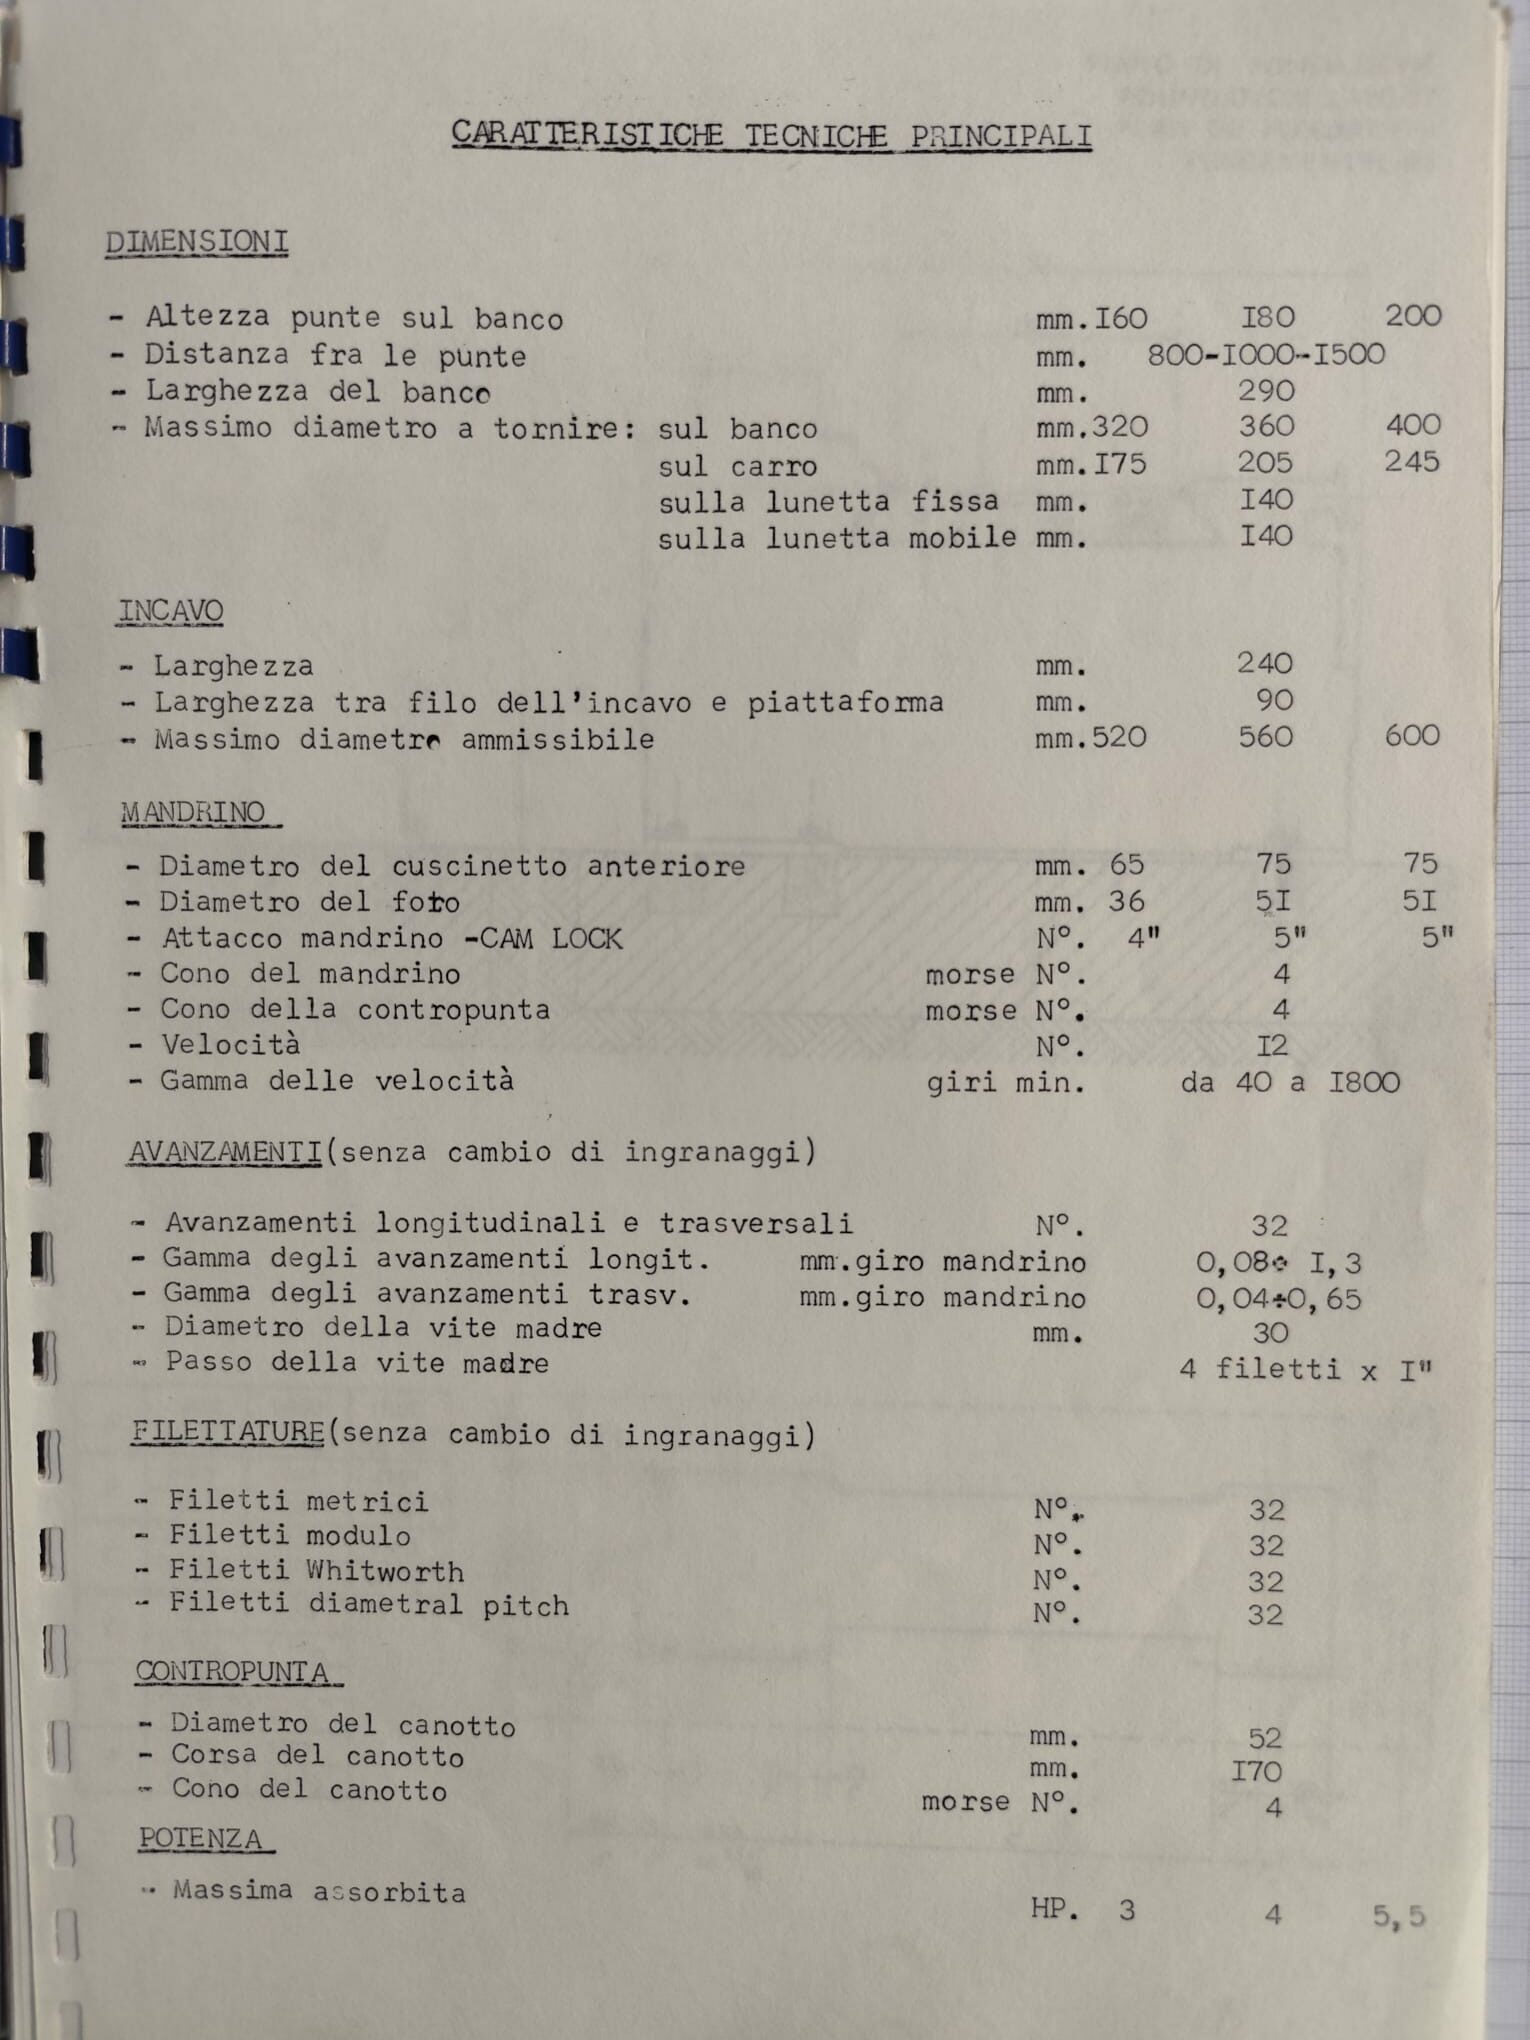 CARATTERISTICHE TECNICHE PRINCIPALI
DIMENSIONI
- Altezza punte sul banco mm.I60 I80 200
- Distanza fra le punte mm. 800-I000-I500
- Larghezza del banco mm. 290
- Massimo diametro a tornire: sul banco mm.320 360 400
sul carro mm.I75 205 245
sulla lunetta fissa mm. I40
sulla lunetta mobile mm. I40
INCAVO
- Larghezza mm. 240
- Larghezza tra filo dell'incavo e piattaforma mm. 90
- Massimo diametro ammissibile mm.520 560 600
MANDRINO
- Diametro del cuscinetto anteriore mm. 65 75 75
- Diametro del foro mm. 36 5I 5I
- Attacco mandrino -CAM LOCK N°. 4" 5" 5"
- Cono del mandrino morse N°. 4
- Cono della contropunta morse N°. 4
- Velocità N°. I2
- Gamma delle velocità giri min. da 40 a I800
AVANZAMENTI(senza cambio di ingranaggi)
- Avanzamenti longitudinali e trasversali N°. 32
- Gamma degli avanzamenti longit. mm.giro mandrino 0,08÷ I,3
- Gamma degli avanzamenti trasv. mm.giro mandrino 0,04÷0,65
- Diametro della vite madre mm. 30
- Passo della vite madre 4 filetti x I"
FILETTATURE(senza cambio di ingranaggi)
- Filetti metrici N°. 32
- Filetti modulo N°. 32
- Filetti Whitworth N°. 32
- Filetti diametral pitch N°. 32
CONTROPUNTA
- Diametro del canotto mm. 52
- Corsa del canotto mm. I70
- Cono del canotto morse N°. 4
POTENZA
- Massima assorbita HP. 3 4 5,5